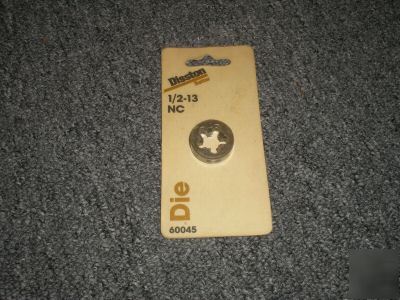 Disston
1/2-13
NC
Die
60045